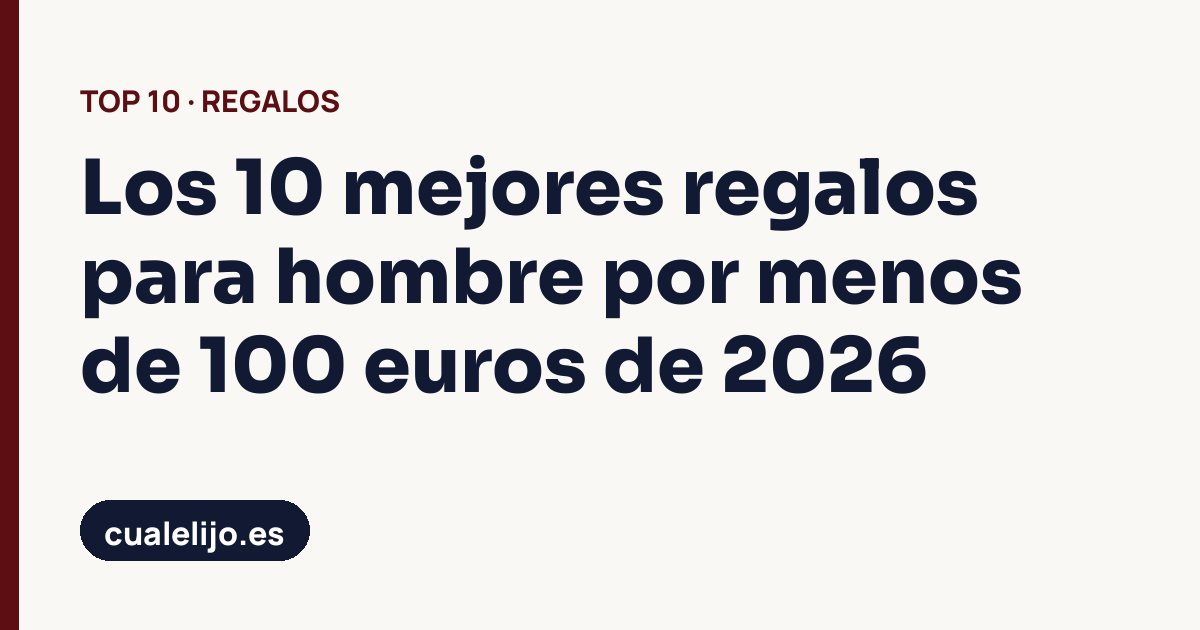 TOP 10 · REGALOS
Los 10 mejores regalos
para hombre por menos
de 100 euros de 2026
cualelijo.es